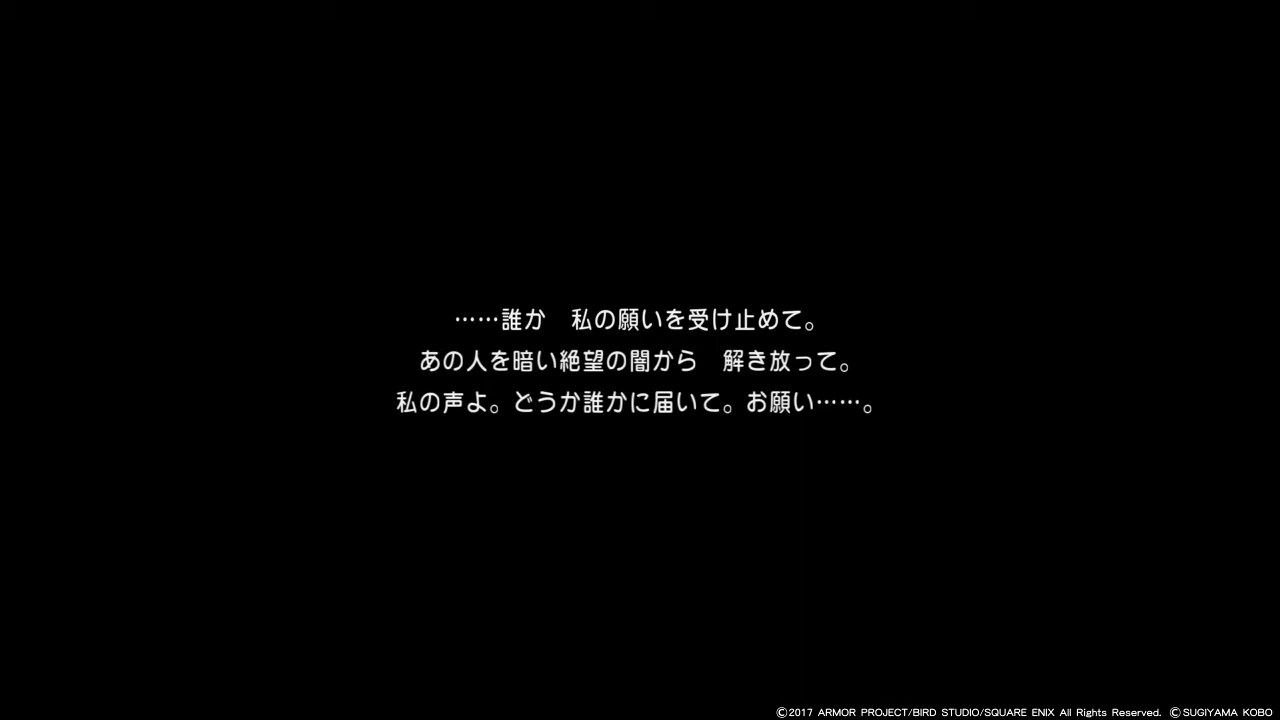 ……誰か　私の願いを受け止めて。
あの人を暗い絶望の闇から　解き放って。
私の声よ。どうか誰かに届いて。お願い……。
©2017 ARMOR PROJECT/BIRD STUDIO/SQUARE ENIX All Rights Reserved. ©SUGIYAMA KOBO